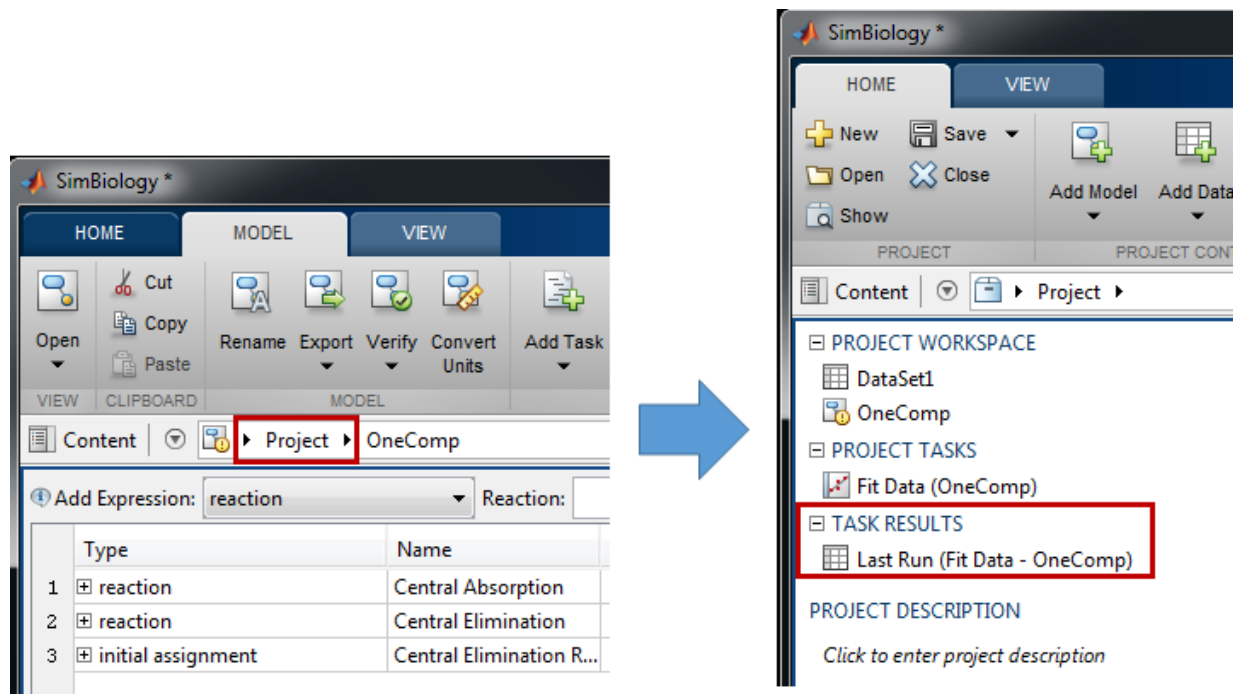 SimBiology *
HOME MODEL VIEW
Cut
Copy
Paste
Open Rename Export Verify Convert Units Add Task
VIEW CLIPBOARD MODEL
Content Project OneComp
Add Expression: reaction Reaction:
Type Name
1 reaction Central Absorption
2 reaction Central Elimination
3 initial assignment Central Elimination R...
SimBiology *
HOME VIEW
New Save
Open Close
Show
Add Model Add Data
PROJECT PROJECT CONT
Content Project
PROJECT WORKSPACE
DataSet1
OneComp
PROJECT TASKS
Fit Data (OneComp)
TASK RESULTS
Last Run (Fit Data - OneComp)
PROJECT DESCRIPTION
Click to enter project description